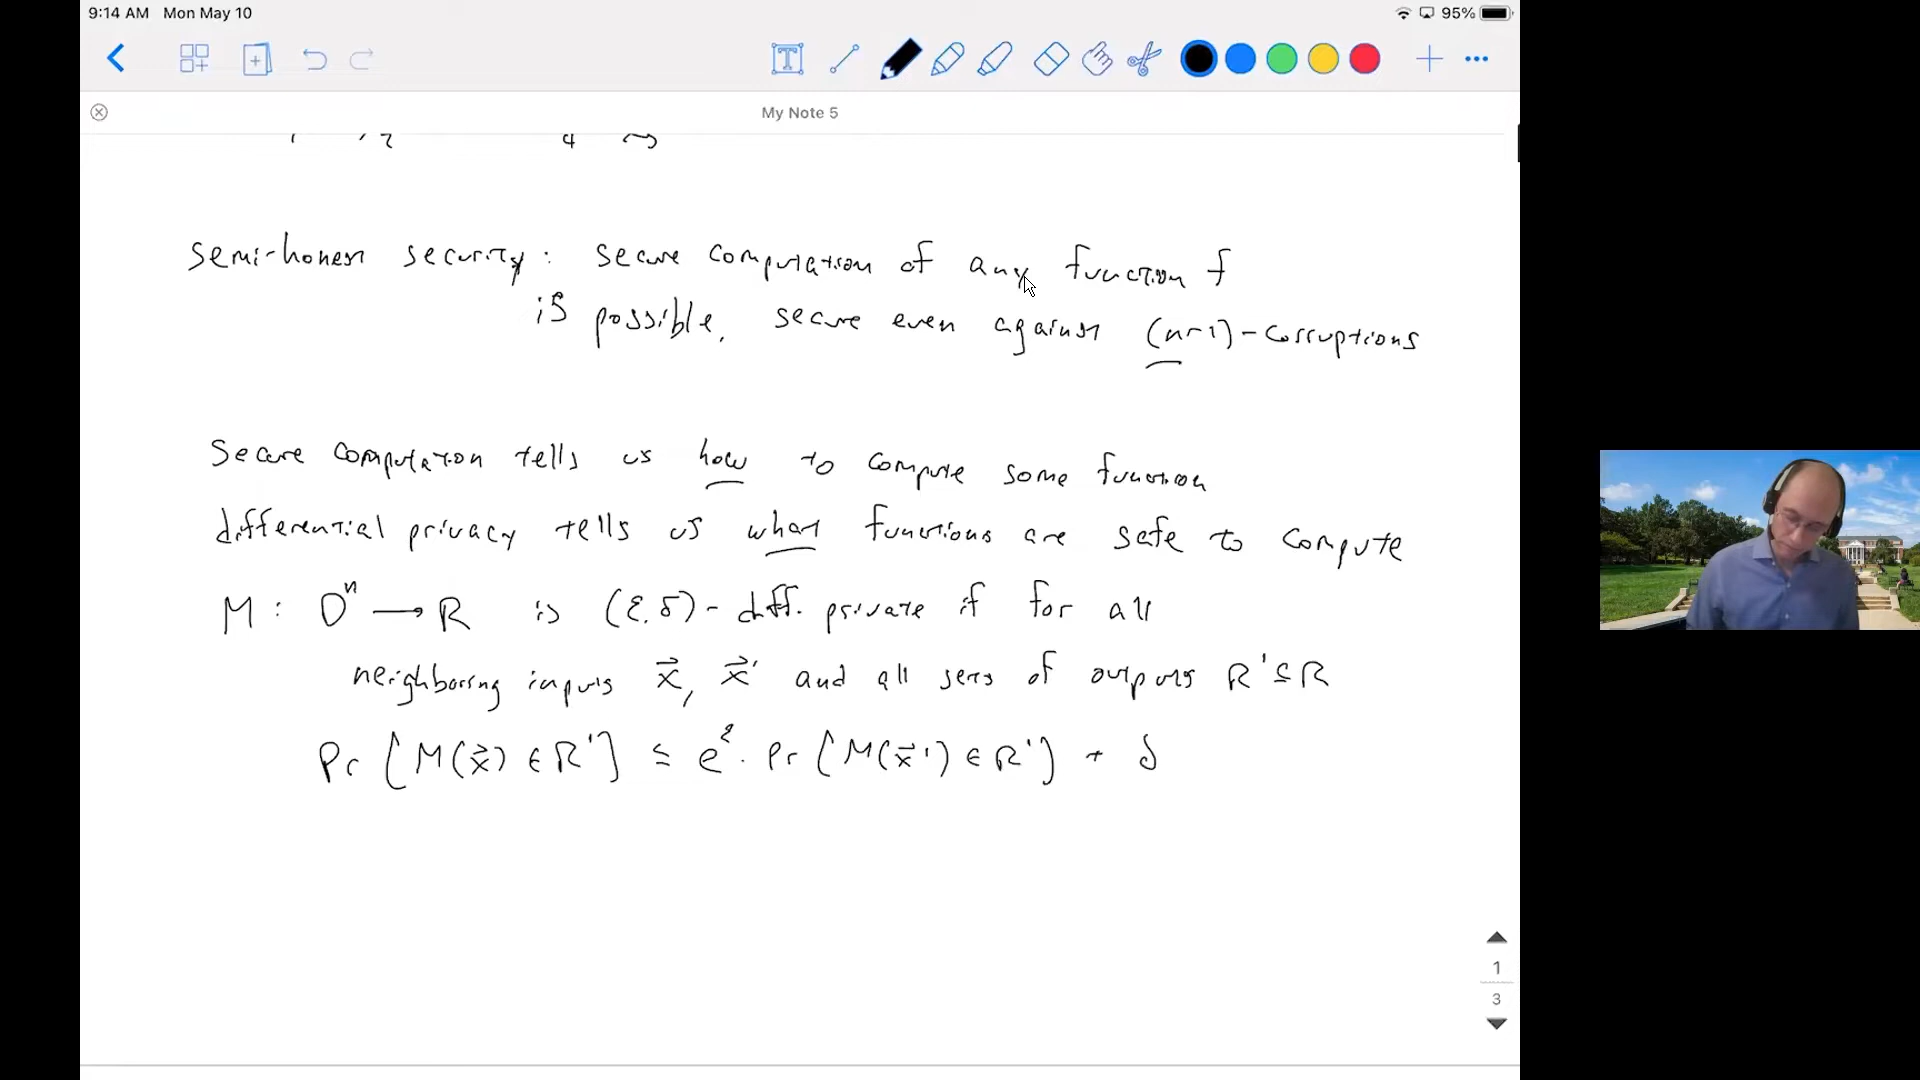 9:14 AM Mon May 10
95%
My Note 5
semi-honest security: secure computation of any function f
is possible, secure even against (n-1)-corruptions
Secure computation tells us how to compute some function
differential privacy tells us what functions are safe to compute
M: Dⁿ → R is (ε,δ)-diff. private if for all
neighboring inputs x⃗, x⃗' and all sets of outputs R' ⊆ R
Pr[M(x⃗) ∈ R'] ≤ e^ε · Pr[M(x⃗') ∈ R'] + δ
1
3